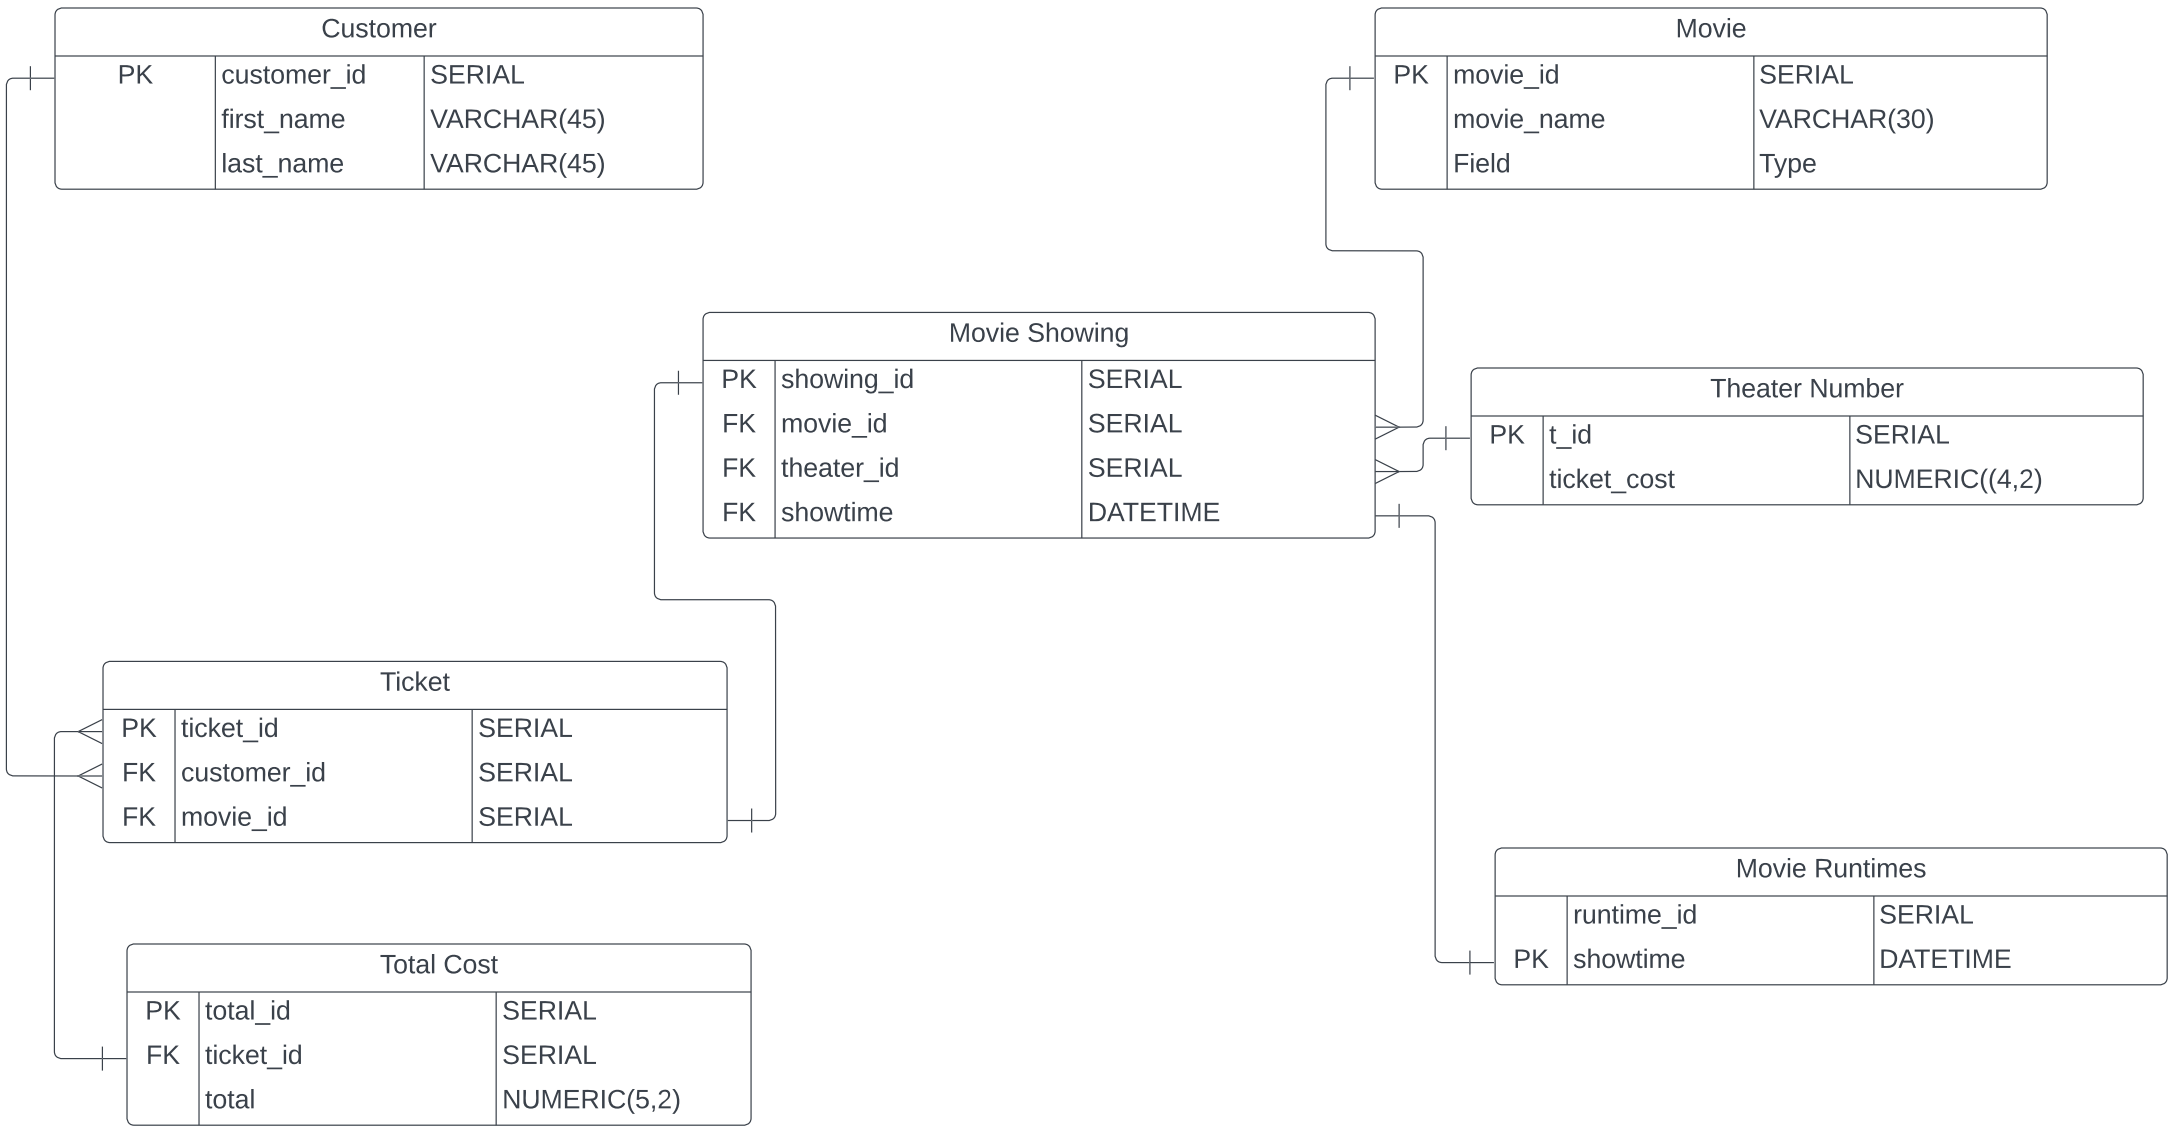 Customer
PK customer_id SERIAL
first_name VARCHAR(45)
last_name VARCHAR(45)
Movie
PK movie_id SERIAL
movie_name VARCHAR(30)
Field Type
Movie Showing
PK showing_id SERIAL
FK movie_id SERIAL
FK theater_id SERIAL
FK showtime DATETIME
Theater Number
PK t_id SERIAL
ticket_cost NUMERIC((4,2)
Ticket
PK ticket_id SERIAL
FK customer_id SERIAL
FK movie_id SERIAL
Movie Runtimes
runtime_id SERIAL
PK showtime DATETIME
Total Cost
PK total_id SERIAL
FK ticket_id SERIAL
total NUMERIC(5,2)